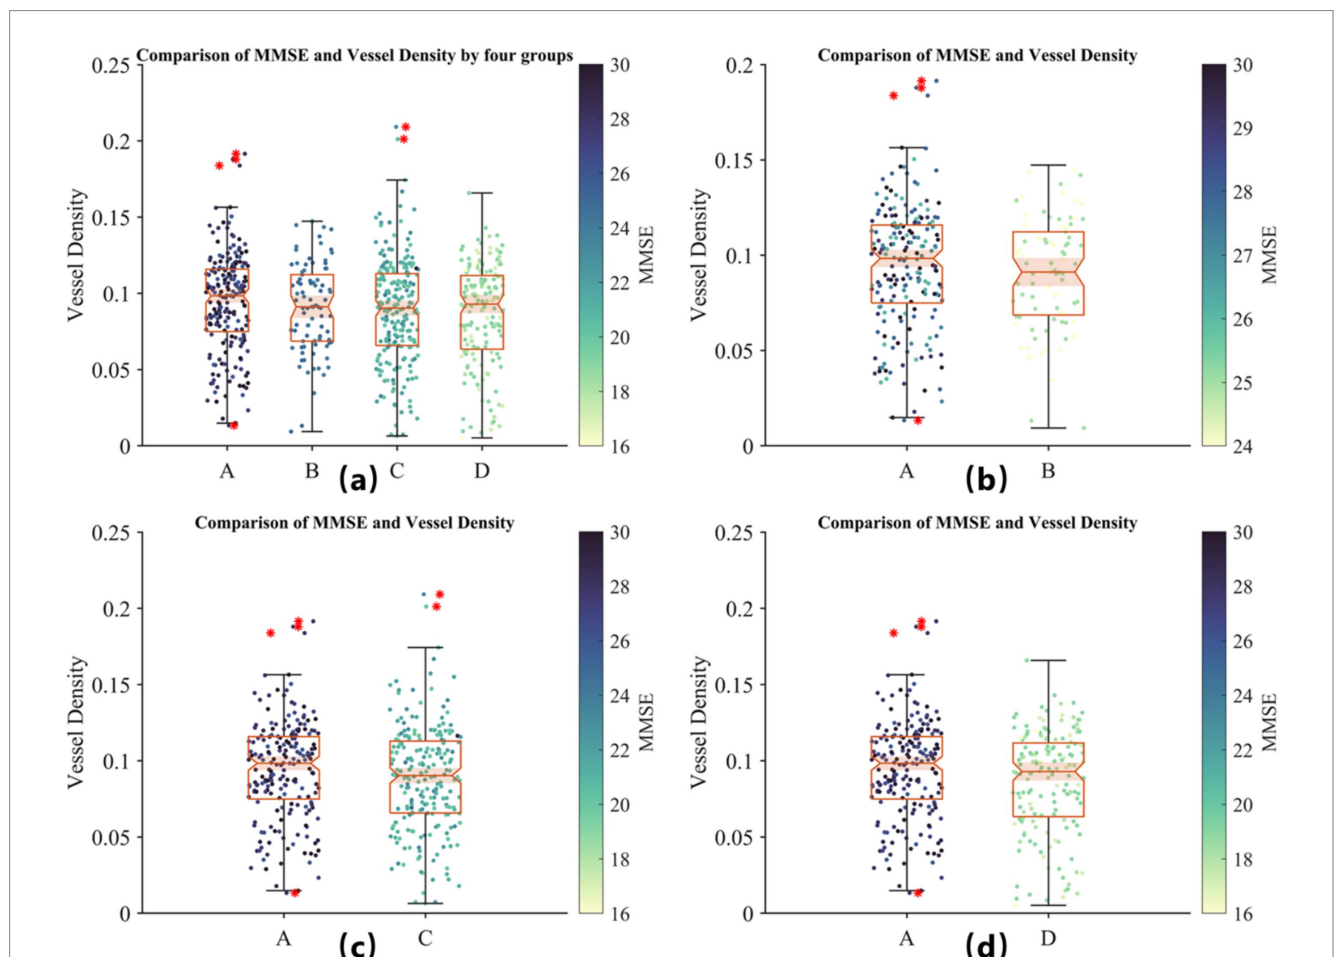 Comparison of MMSE and Vessel Density by four groups
0.25
0.2
0.15
0.1
0.05
0
Vessel Density
A
B
C
D
30
28
26
24
22
20
18
16
MMSE
(a)
Comparison of MMSE and Vessel Density
0.2
0.15
0.1
0.05
0
Vessel Density
A
B
30
29
28
27
26
25
24
MMSE
(b)
Comparison of MMSE and Vessel Density
0.25
0.2
0.15
0.1
0.05
0
Vessel Density
A
C
30
28
26
24
22
20
18
16
MMSE
(c)
Comparison of MMSE and Vessel Density
0.25
0.2
0.15
0.1
0.05
0
Vessel Density
A
D
30
28
26
24
22
20
18
16
MMSE
(d)